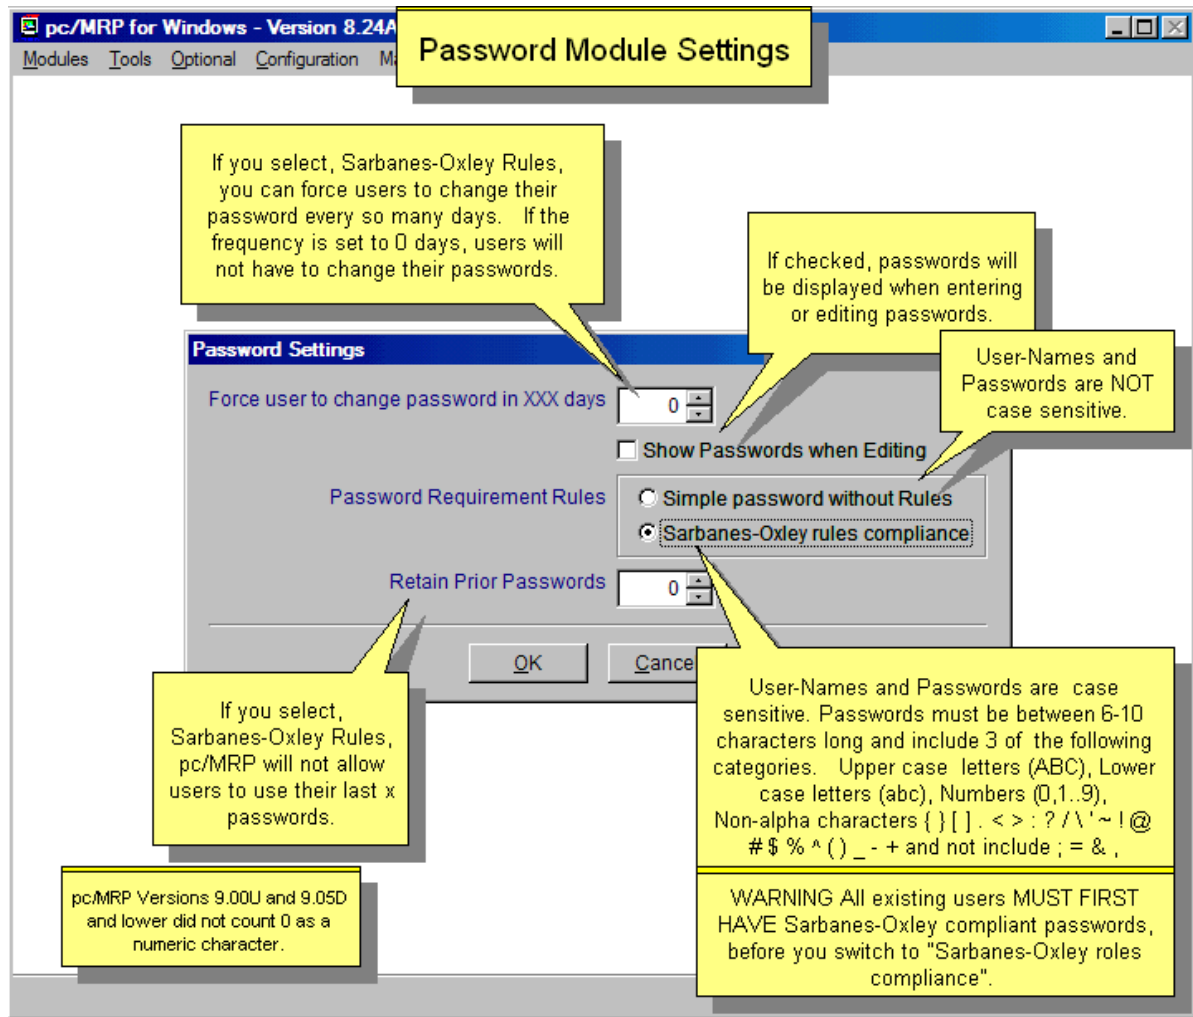 pc/MRP for Windows - Version 8.24A
Password Module Settings
Modules Tools Optional Configuration
If you select, Sarbanes-Oxley Rules,
you can force users to change their
password every so many days. If the
frequency is set to 0 days, users will
not have to change their passwords.
If checked, passwords will
be displayed when entering
or editing passwords.
User-Names and
Passwords are NOT
case sensitive.
Password Settings
Force user to change password in XXX days
0
Show Passwords when Editing
Password Requirement Rules
Simple password without Rules
Sarbanes-Oxley rules compliance
Retain Prior Passwords
0
OK
Cancel
If you select,
Sarbanes-Oxley Rules,
pc/MRP will not allow
users to use their last x
passwords.
User-Names and Passwords are case
sensitive. Passwords must be between 6-10
characters long and include 3 of the following
categories. Upper case letters (ABC), Lower
case letters (abc), Numbers (0,1..9),
Non-alpha characters { } [ ] . < > : ? / \ ' ~ ! @
# $ % ^ ( ) _ - + and not include ; = & ,
pc/MRP Versions 9.00U and 9.05D
and lower did not count 0 as a
numeric character.
WARNING All existing users MUST FIRST
HAVE Sarbanes-Oxley compliant passwords,
before you switch to "Sarbanes-Oxley roles
compliance".